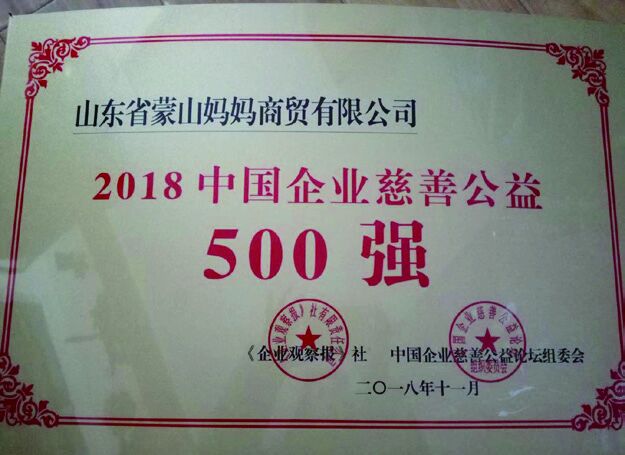 山东省蒙山妈妈商贸有限公司
2018 中国企业慈善公益
500 强
《企业观察报》社 中国企业慈善公益论坛组委会
二〇一八年十一月